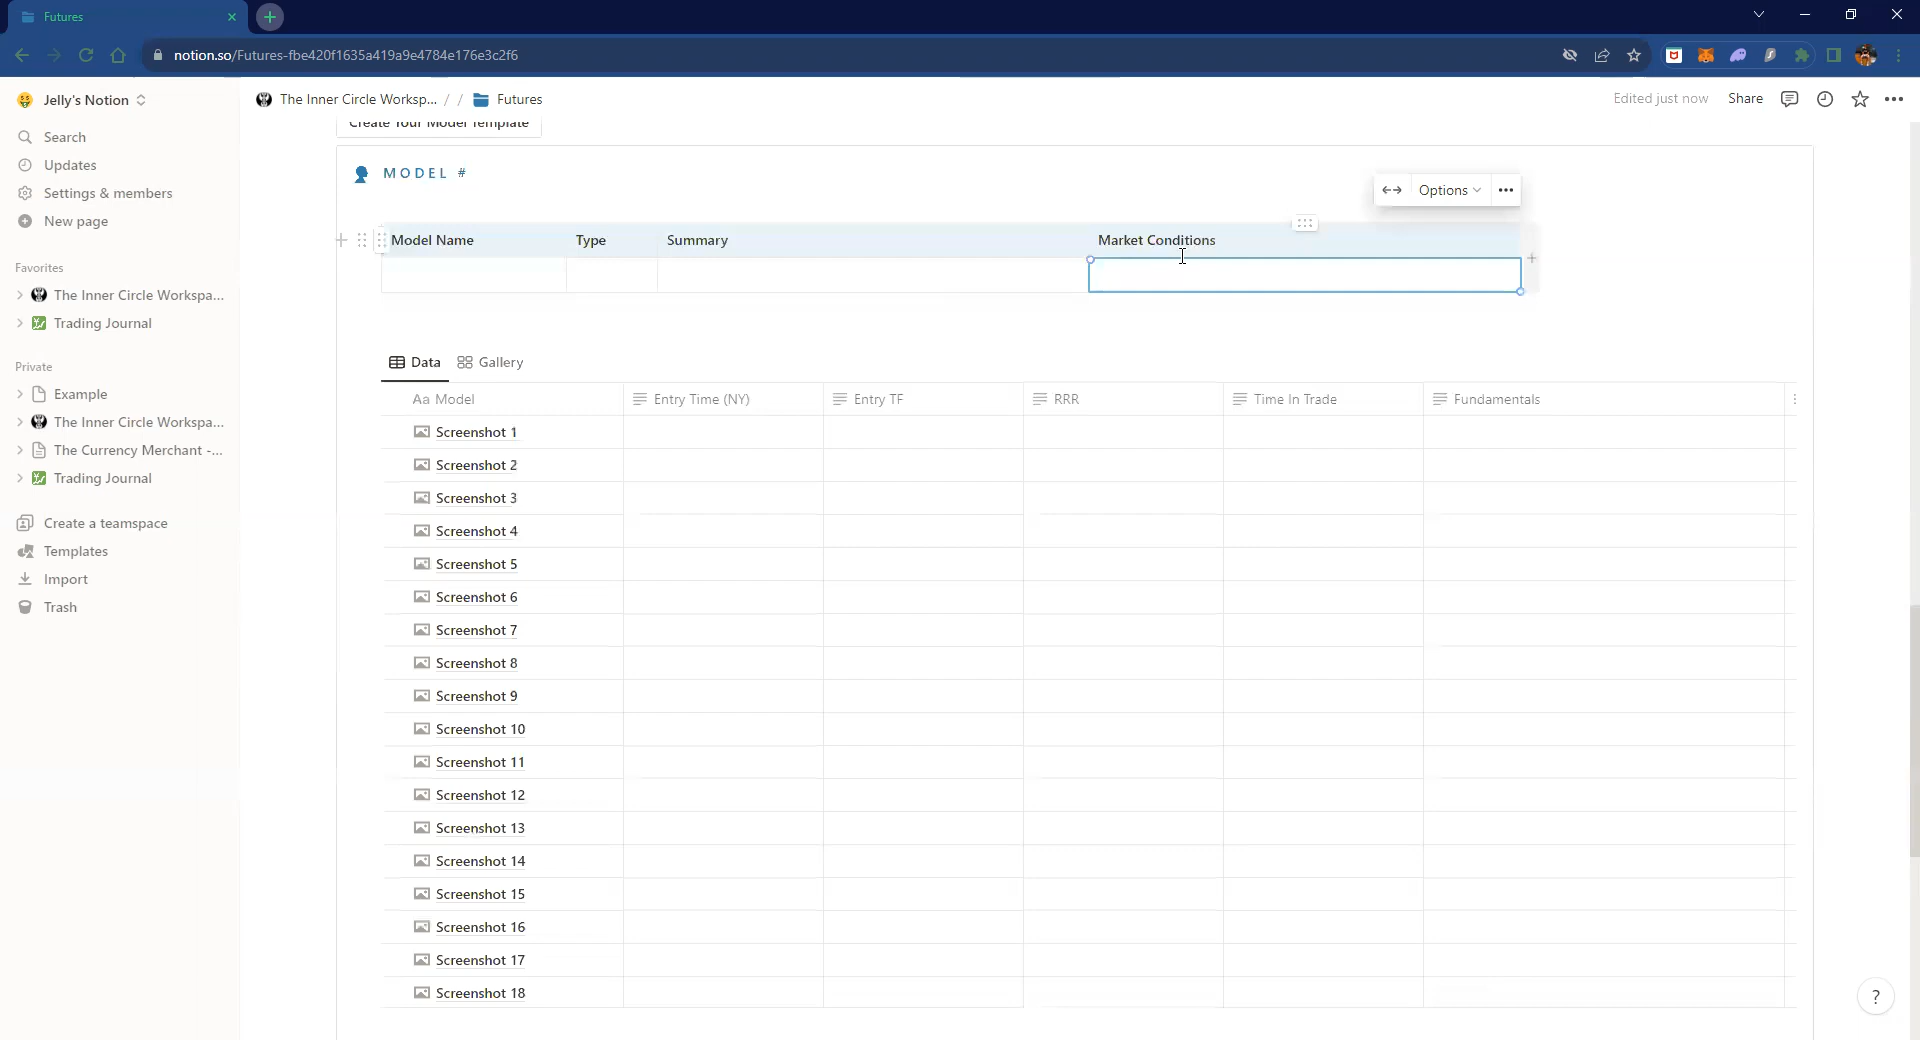 Futures
notion.so/Futures-fbe420f1635a419a9e4784e176e3c2f6
Jelly's Notion
The Inner Circle Worksp... / / Futures
Edited just now Share
Search
Updates
Settings & members
New page
Favorites
The Inner Circle Workspa...
Trading Journal
Private
Example
The Inner Circle Workspa...
The Currency Merchant -...
Trading Journal
Create a teamspace
Templates
Import
Trash
Create Your Model Template
MODEL #
Options
Model Name Type Summary Market Conditions
Data Gallery
Aa Model Entry Time (NY) Entry TF RRR Time In Trade Fundamentals
Screenshot 1
Screenshot 2
Screenshot 3
Screenshot 4
Screenshot 5
Screenshot 6
Screenshot 7
Screenshot 8
Screenshot 9
Screenshot 10
Screenshot 11
Screenshot 12
Screenshot 13
Screenshot 14
Screenshot 15
Screenshot 16
Screenshot 17
Screenshot 18
?